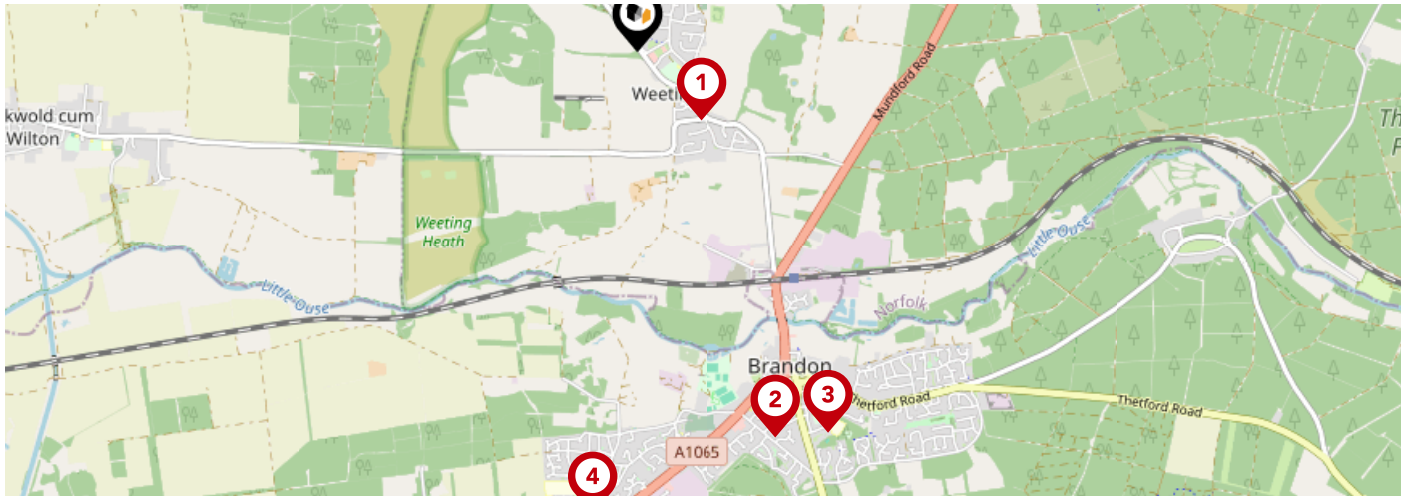 1
Weeti
Mundford Road
kwold cum
Wilton
Th
F
Weeting
Heath
Little Ouse
Little Ouse
Norfolk
Brandon
2
3
Thetford Road
Thetford Road
A1065
4